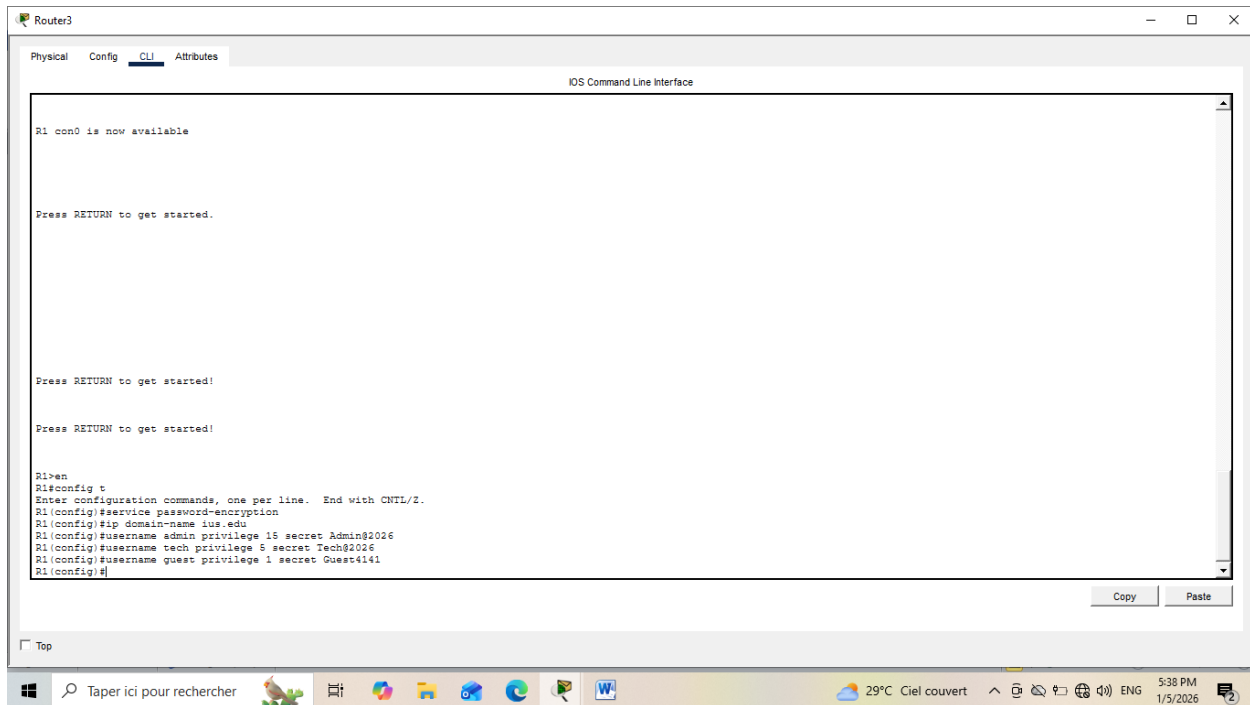 Router3
Physical Config CLI Attributes
IOS Command Line Interface
R1 con0 is now available
Press RETURN to get started.
Press RETURN to get started!
Press RETURN to get started!
R1>en
R1#config t
Enter configuration commands, one per line.  End with CNTL/Z.
R1(config)#service password-encryption
R1(config)#ip domain-name ius.edu
R1(config)#username admin privilege 15 secret Admin@2026
R1(config)#username tech privilege 5 secret Tech@2026
R1(config)#username guest privilege 1 secret Guest4141
R1(config)#
Copy Paste
Top
Taper ici pour rechercher
W
29°C Ciel couvert
ENG
5:38 PM
1/5/2026
2